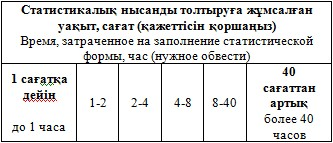 Статистикалық нысанды толтыруға жұмсалған
уақыт, сағат (қажеттісін қоршаңыз)
Время, затраченное на заполнение статистической
формы, час (нужное обвести)
1 сағатқа
дейін
до 1 часа
1-2
2-4
4-8
8-40
40
сағаттан
артық
более 40
часов